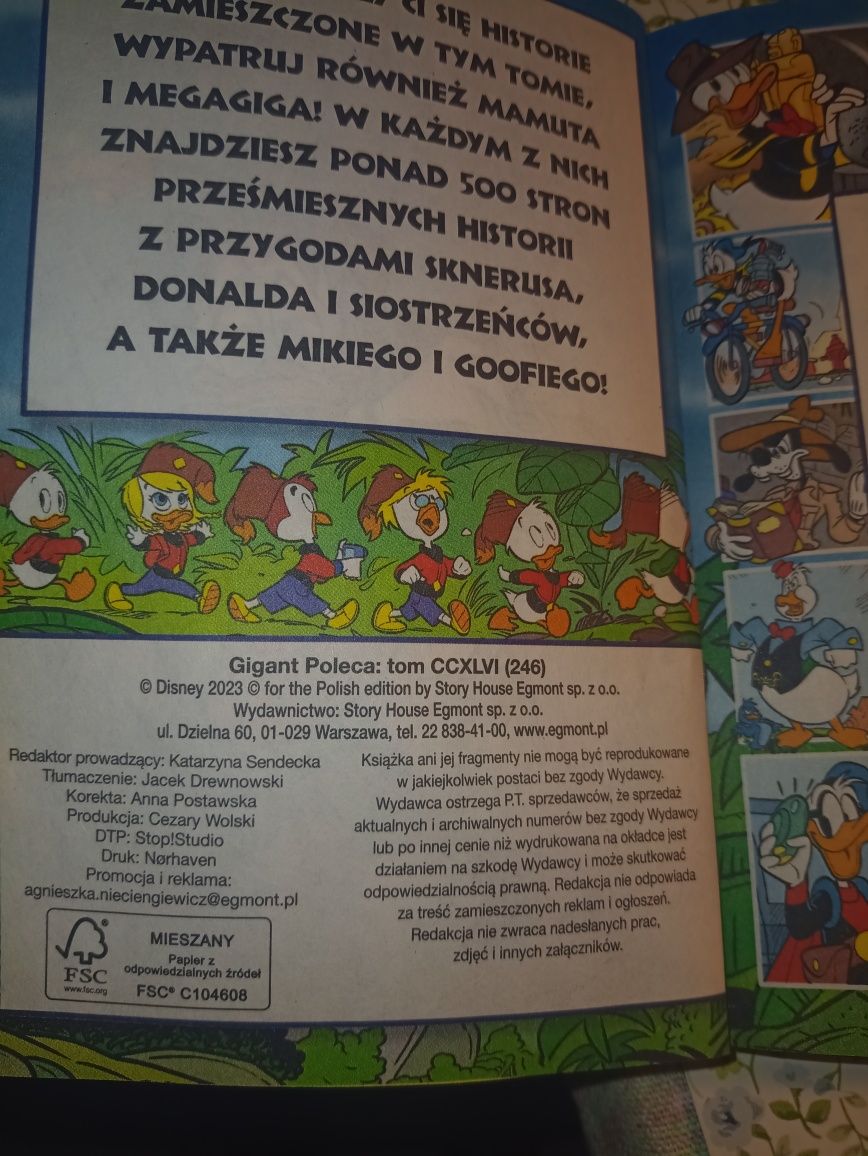 CI SIĘ HISTORIE
ZAMIESZCZONE W TYM TOMIE,
WYPATRUJ RÓWNIEŻ MAMUTA
I MEGAGIGA! W KAŻDYM Z NICH
ZNAJDZIESZ PONAD 500 STRON
PRZEŚMIESZNYCH HISTORII
Z PRZYGODAMI SKNERUSA,
DONALDA I SIOSTRZEŃCÓW,
A TAKŻE MIKIEGO I GOOFIEGO!
Gigant Poleca: tom CCXLVI (246)
© Disney 2023 © for the Polish edition by Story House Egmont sp. z o.o.
Wydawnictwo: Story House Egmont sp. z o.o.
ul. Dzielna 60, 01-029 Warszawa, tel. 22 838-41-00, www.egmont.pl
Redaktor prowadzący: Katarzyna Sendecka
Tłumaczenie: Jacek Drewnowski
Korekta: Anna Postawska
Produkcja: Cezary Wolski
DTP: Stop!Studio
Druk: Nørhaven
Promocja i reklama:
agnieszka.nieciengiewicz@egmont.pl
FSC
www.fsc.org
MIESZANY
Papier z
odpowiedzialnych źródeł
FSC® C104608
Książka ani jej fragmenty nie mogą być reprodukowane
w jakiejkolwiek postaci bez zgody Wydawcy.
Wydawca ostrzega P.T. sprzedawców, że sprzedaż
aktualnych i archiwalnych numerów bez zgody Wydawcy
lub po innej cenie niż wydrukowana na okładce jest
działaniem na szkodę Wydawcy i może skutkować
odpowiedzialnością prawną. Redakcja nie odpowiada
za treść zamieszczonych reklam i ogłoszeń.
Redakcja nie zwraca nadesłanych prac,
zdjęć i innych załączników.